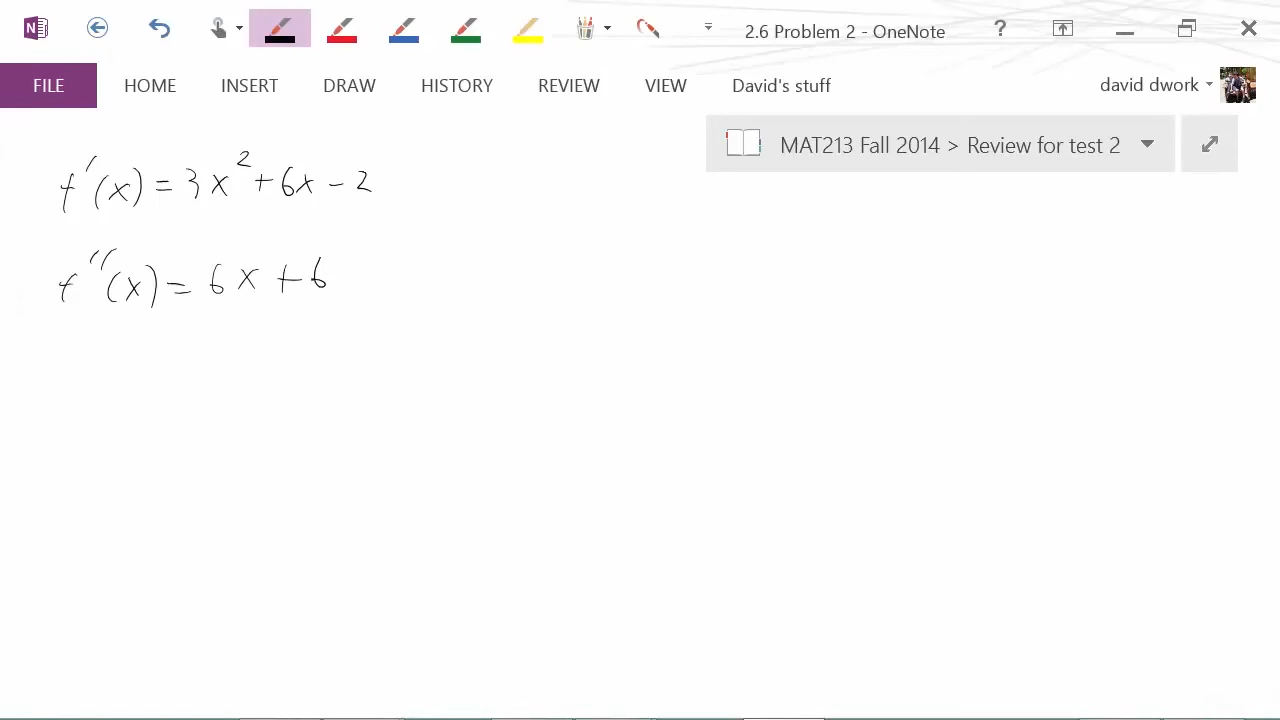 2.6 Problem 2 - OneNote
?
FILE HOME INSERT DRAW HISTORY REVIEW VIEW David's stuff david dwork
MAT213 Fall 2014 > Review for test 2
f'(x) = 3x² + 6x - 2
f''(x) = 6x + 6